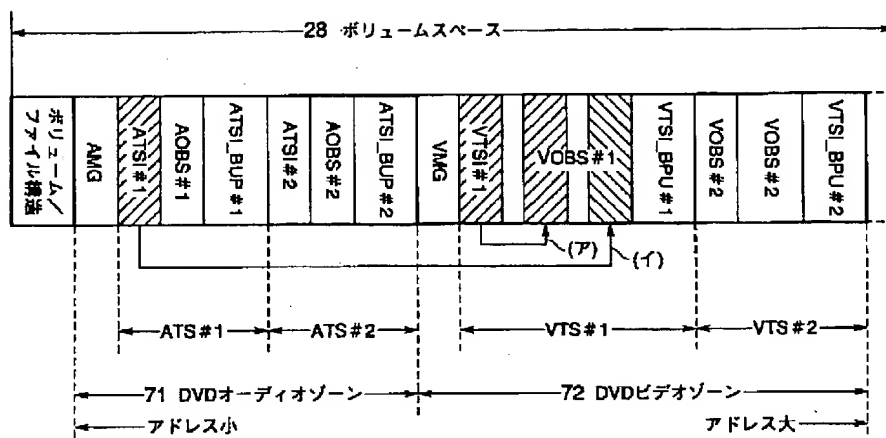 28 ボリュームスペース
ボリューム/
ファイル構造
AMG
ATSI#1
AOBS#1
ATSI_BUP#1
ATSI#2
AOBS#2
ATSI_BUP#2
VMG
VTSI#1
VOBS#1
VTSI_BPU#1
VOBS#2
VOBS#2
VTSI_BPU#2
(ア)
(イ)
ATS#1
ATS#2
VTS#1
VTS#2
71 DVDオーディオゾーン
72 DVDビデオゾーン
アドレス小
アドレス大